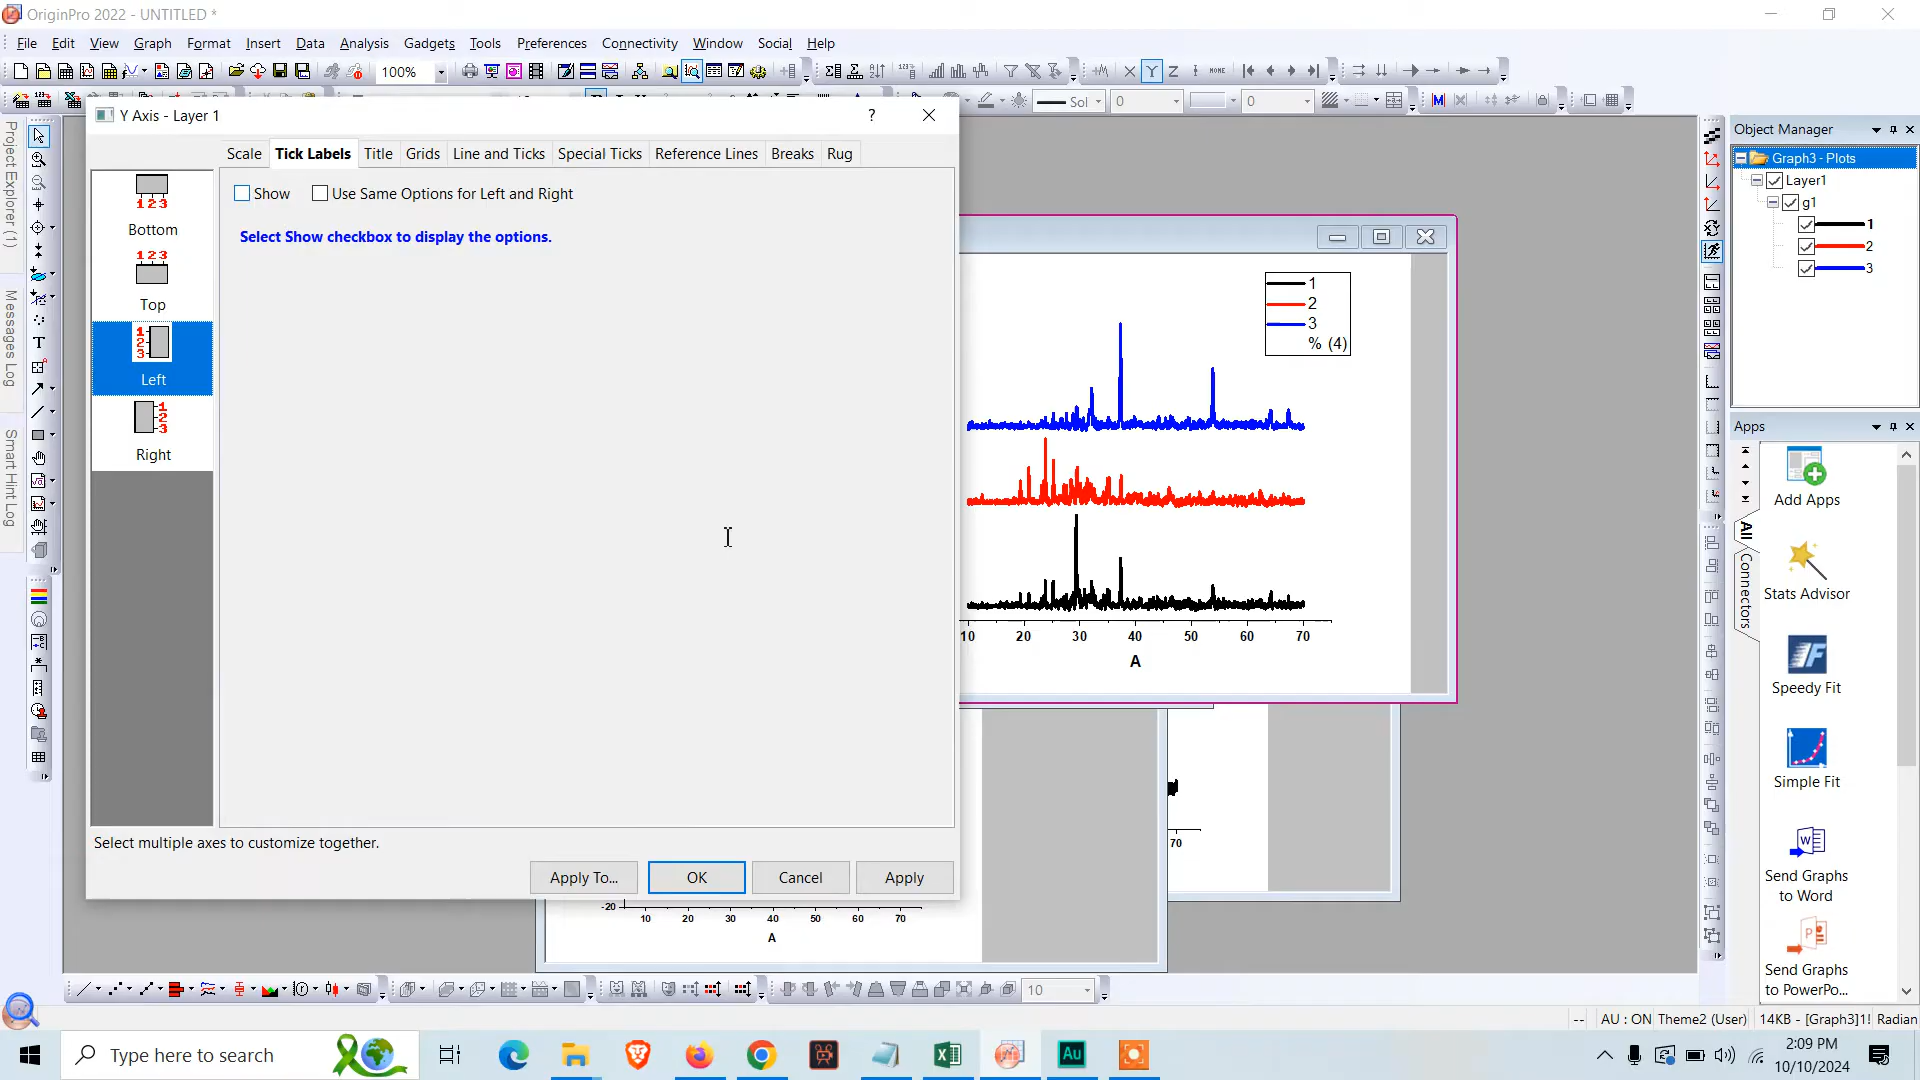 OriginPro 2022 - UNTITLED *
File Edit View Graph Format Insert Data Analysis Gadgets Tools Preferences Connectivity Window Social Help
100%
Sol 0 0
Y Axis - Layer 1
Scale Tick Labels Title Grids Line and Ticks Special Ticks Reference Lines Breaks Rug
Show Use Same Options for Left and Right
Select Show checkbox to display the options.
Bottom
Top
Left
Right
Select multiple axes to customize together.
Apply To... OK Cancel Apply
Project Explorer (1)
Messages Log
Smart Hint Log
1
2
3
% (4)
10 20 30 40 50 60 70
A
70
-20
10 20 30 40 50 60 70
A
Object Manager
Graph3 - Plots
Layer1
g1
1
2
3
Apps
All
Connectors
Add Apps
Stats Advisor
Speedy Fit
Simple Fit
Send Graphs
to Word
Send Graphs
to PowerPo...
10
-- AU : ON Theme2 (User) 14KB - [Graph3]1! Radian
Type here to search
2:09 PM
10/10/2024